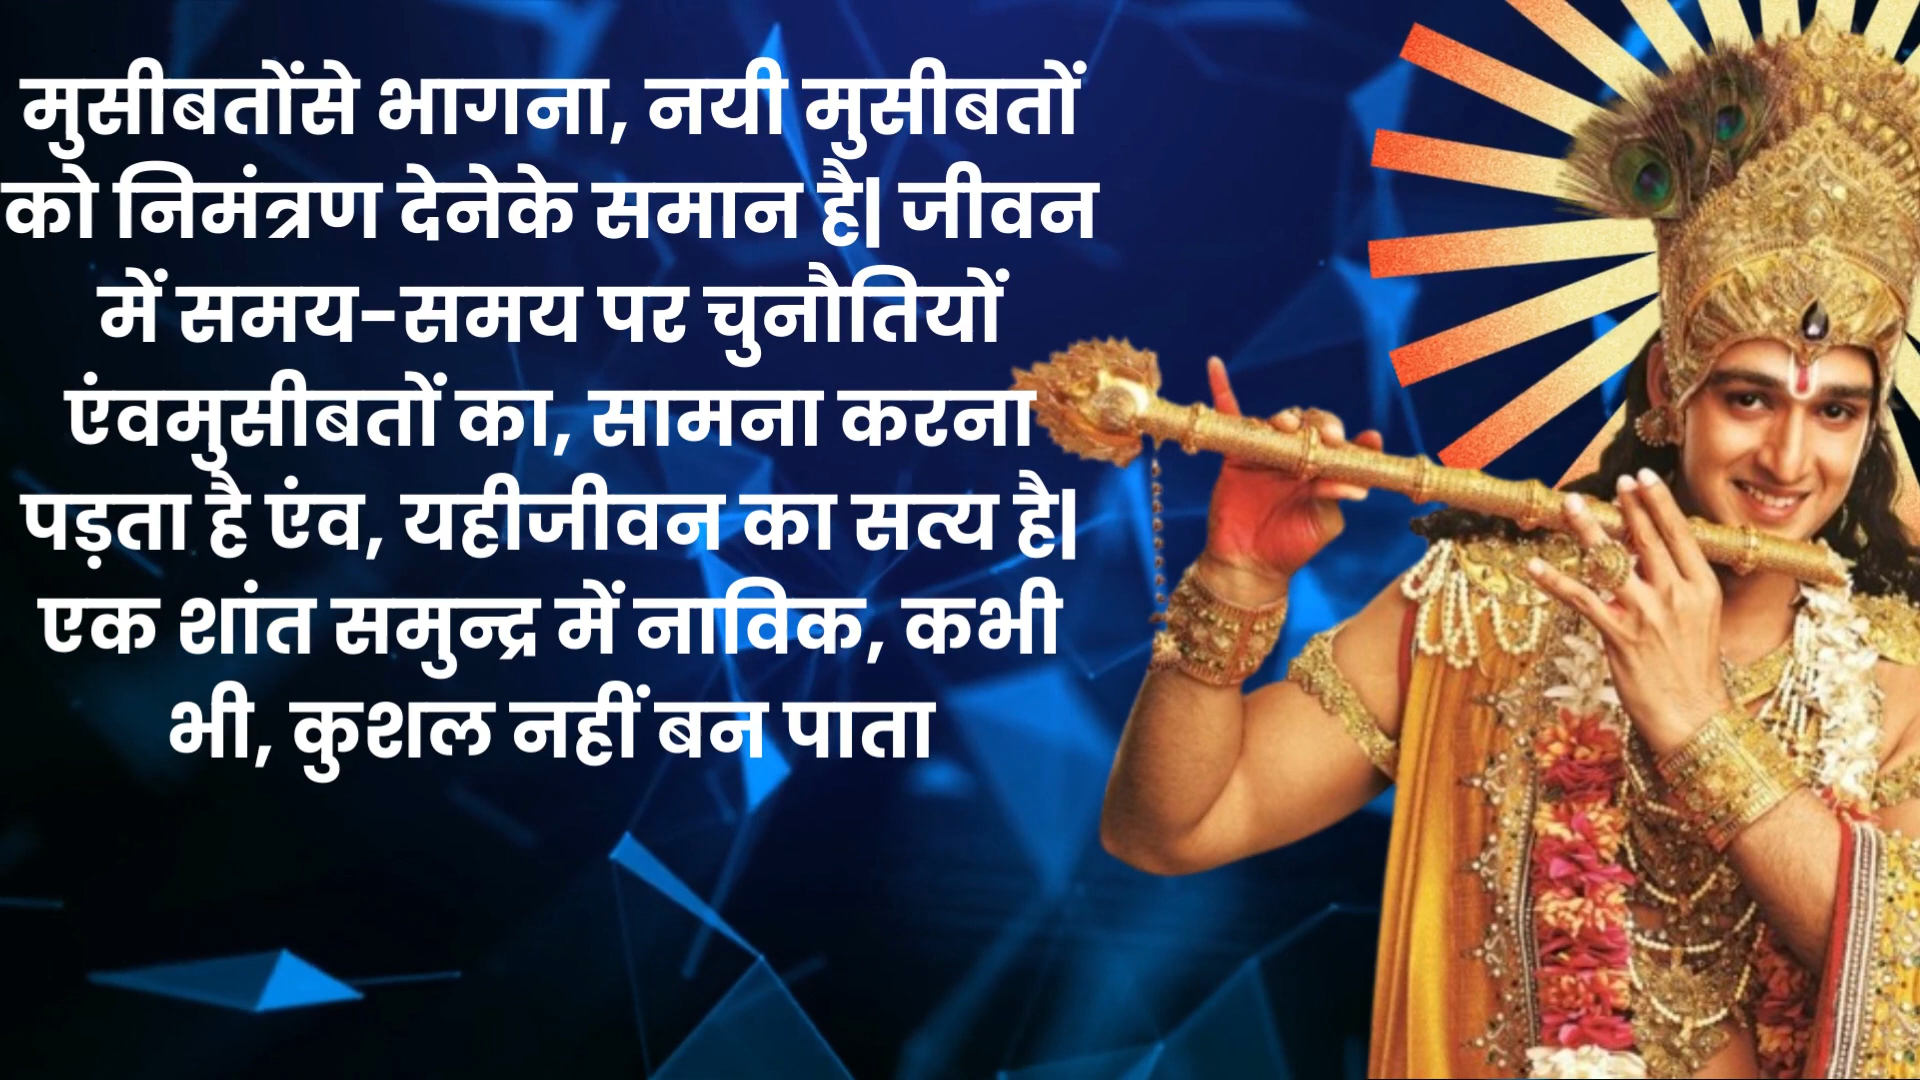 मुसीबतोंसे भागना, नयी मुसीबतों
को निमंत्रण देनेके समान है| जीवन
में समय-समय पर चुनौतियों
एंवमुसीबतों का, सामना करना
पड़ता है एंव, यहीजीवन का सत्य है|
एक शांत समुन्द्र में नाविक, कभी
भी, कुशल नहीं बन पाता